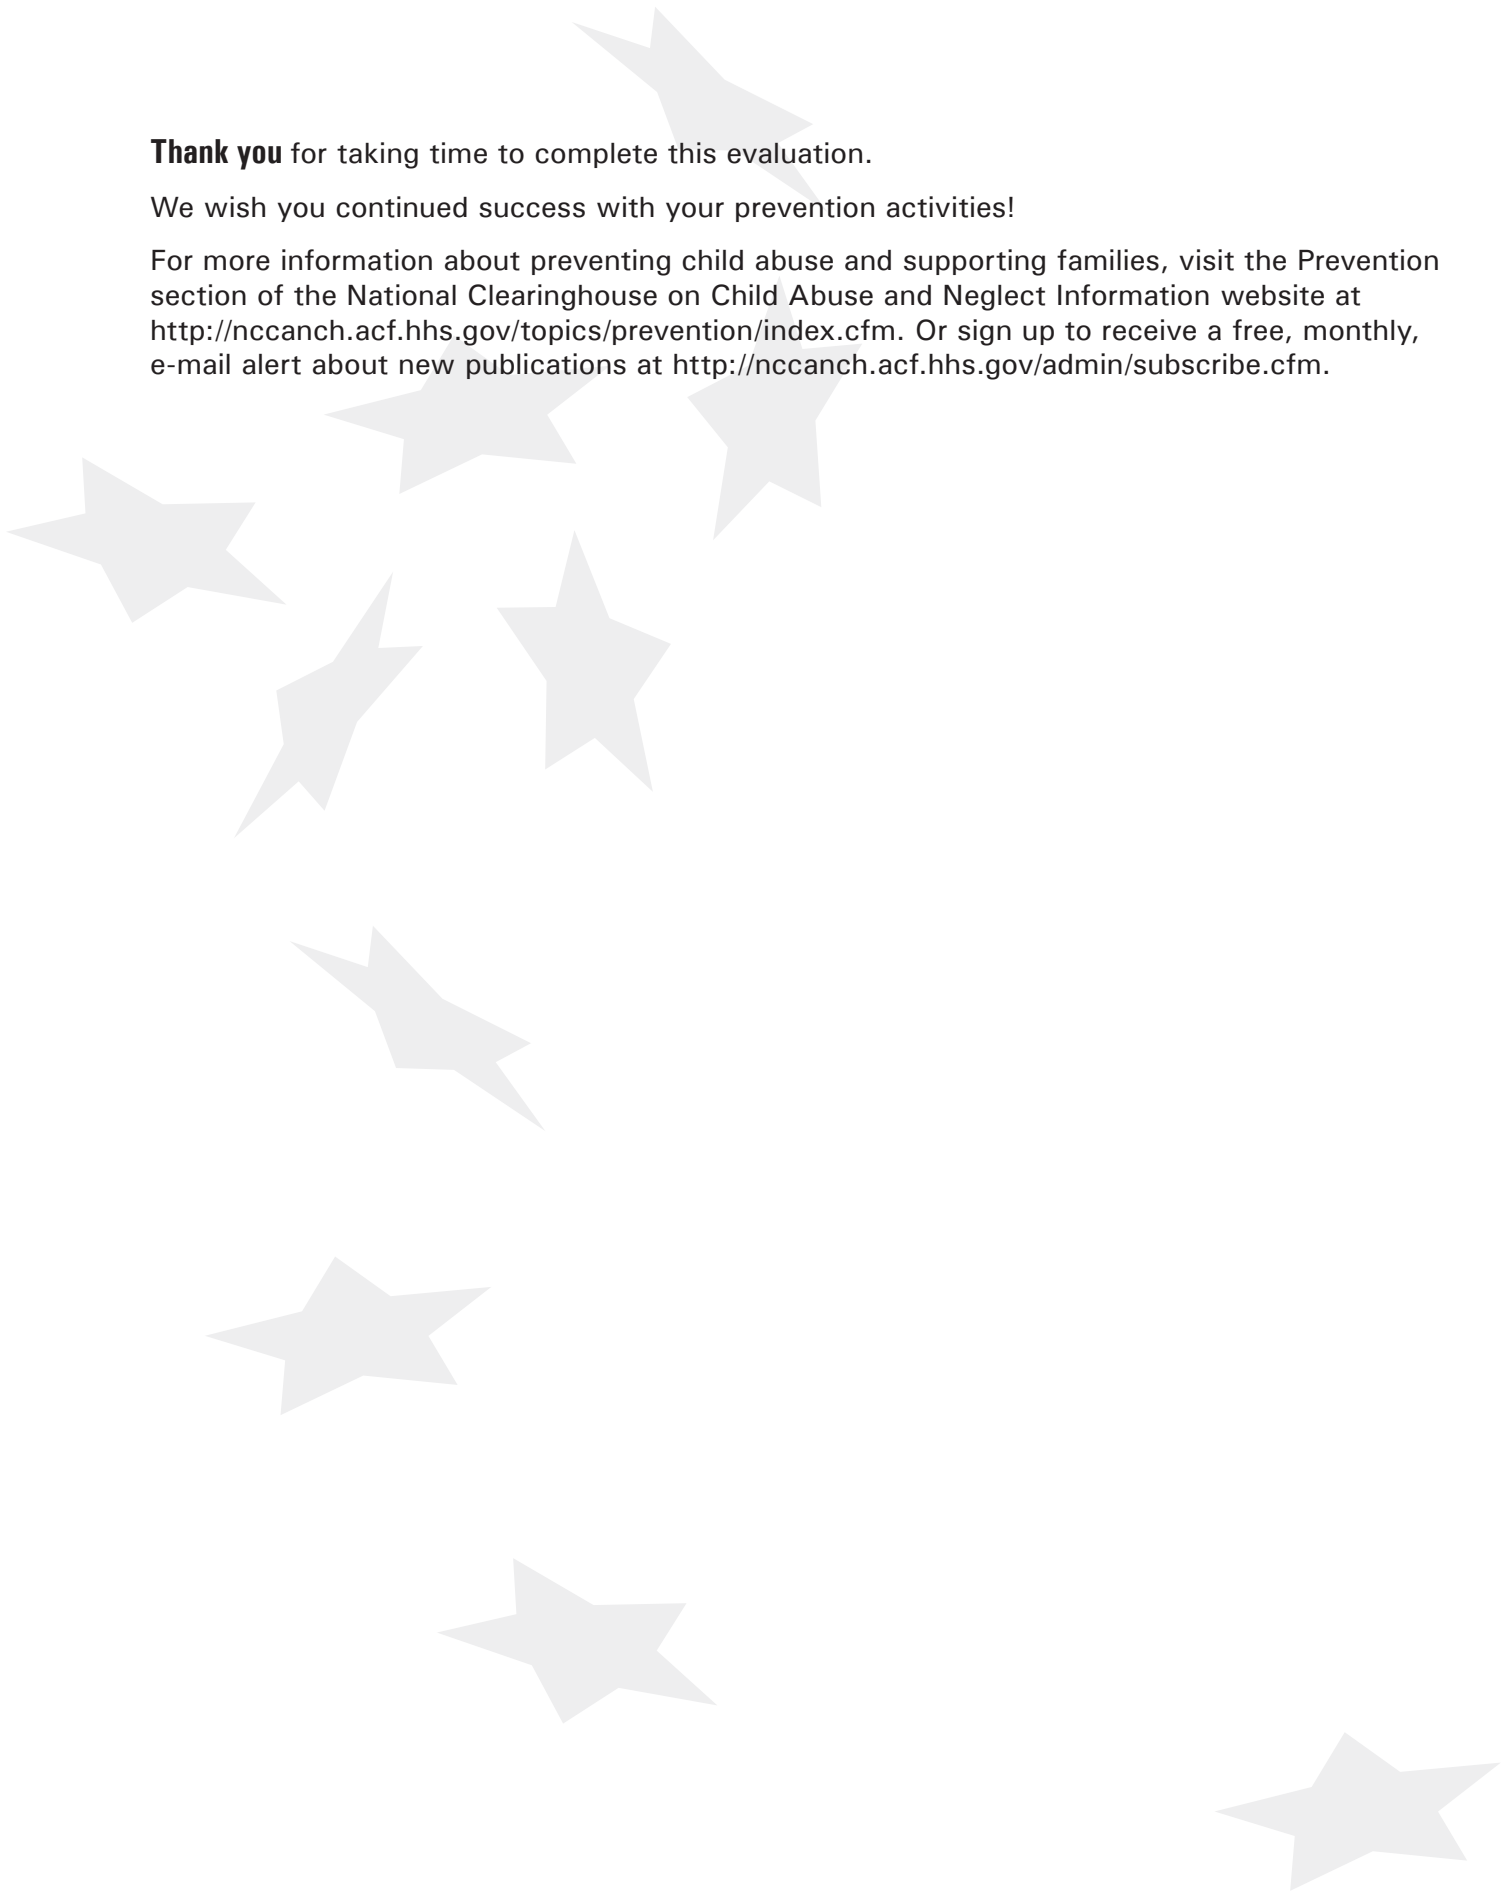 Thank you for taking time to complete this evaluation.
We wish you continued success with your prevention activities!
For more information about preventing child abuse and supporting families, visit the Prevention
section of the National Clearinghouse on Child Abuse and Neglect Information website at
http://nccanch.acf.hhs.gov/topics/prevention/index.cfm. Or sign up to receive a free, monthly,
e-mail alert about new publications at http://nccanch.acf.hhs.gov/admin/subscribe.cfm.